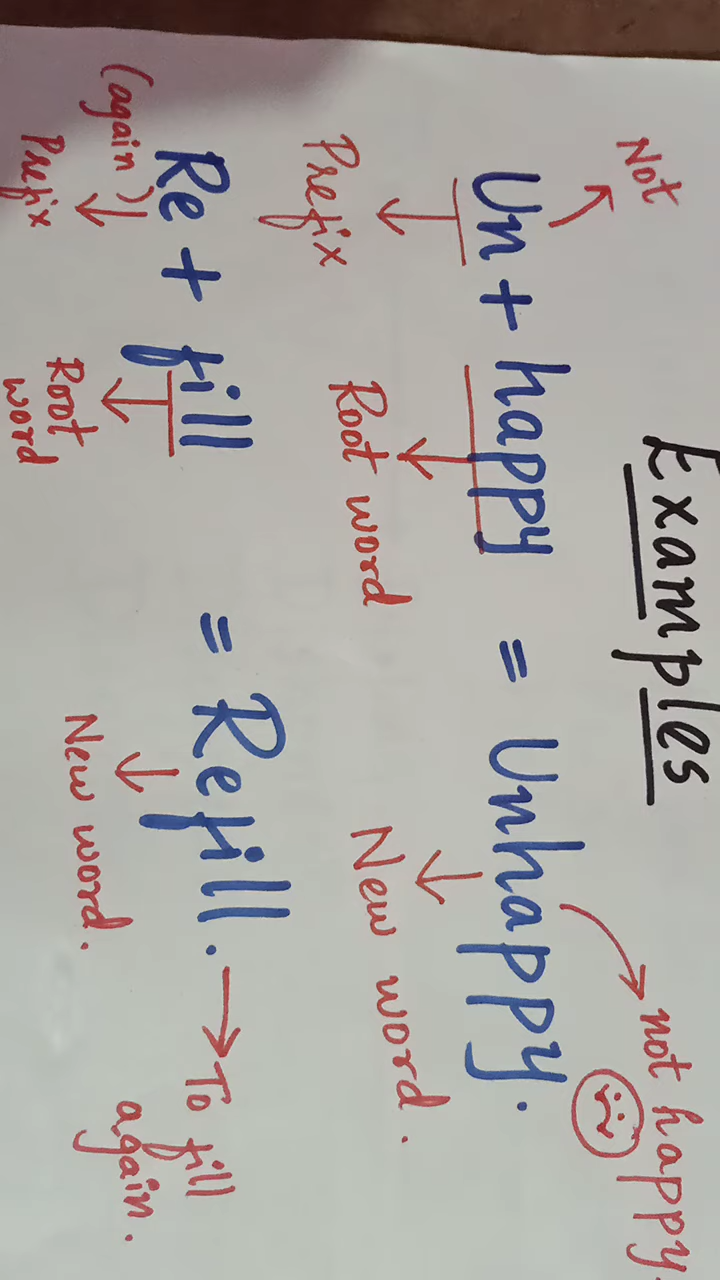 Examples
Not
not happy
Un + happy = Unhappy.
Prefix Root word New word.
Re + fill = Refill. → To fill
again.
(again)
Prefix Root New word.
word